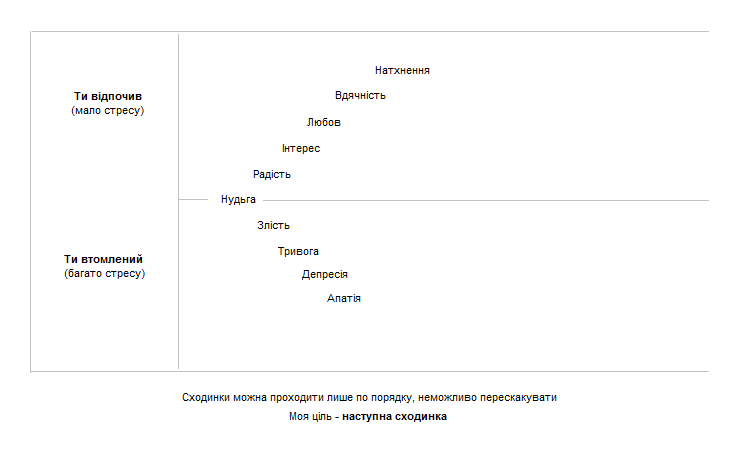 Натхнення
Ти відпочив
Вдячність
(мало стресу)
Любов
Інтерес
Радість
Нудьга
Злість
Тривога
Ти втомлений
(багато стресу)
Депресія
Апатія
Сходинки можна проходити лише по порядку, неможливо перескакувати
Моя ціль - наступна сходинка